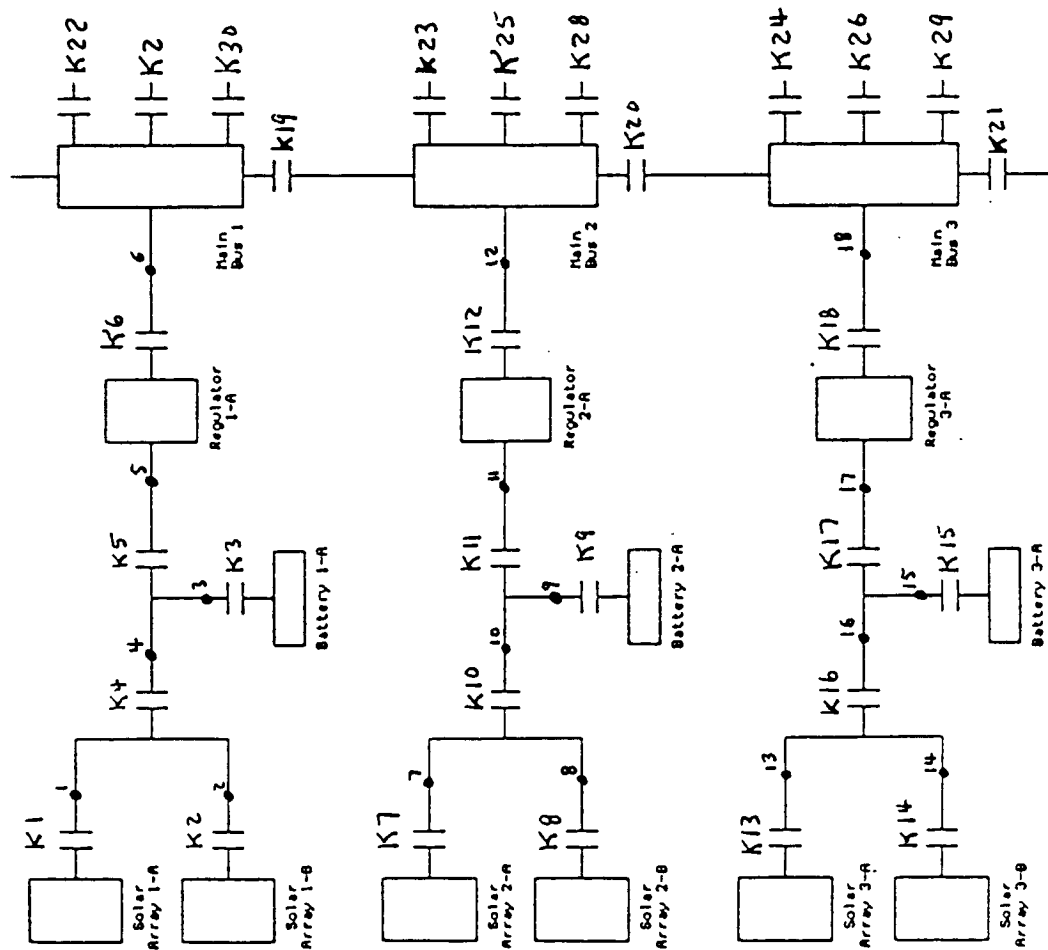 K22
K2
K30
K19
K23
K25
K28
K20
K24
K26
K29
K21
6
Main
Bus 1
12
Main
Bus 2
18
Main
Bus 3
K6
K12
K18
Regulator
1-A
Regulator
2-A
Regulator
3-A
5
11
17
K5
K3
K11
K9
K17
K15
3
9
15
Battery 1-A
Battery 2-A
Battery 3-A
4
10
16
K4
K10
K16
1
2
7
8
13
14
K1
K2
K7
K8
K13
K14
Solar
Array 1-A
Solar
Array 1-B
Solar
Array 2-A
Solar
Array 2-B
Solar
Array 3-A
Solar
Array 3-B